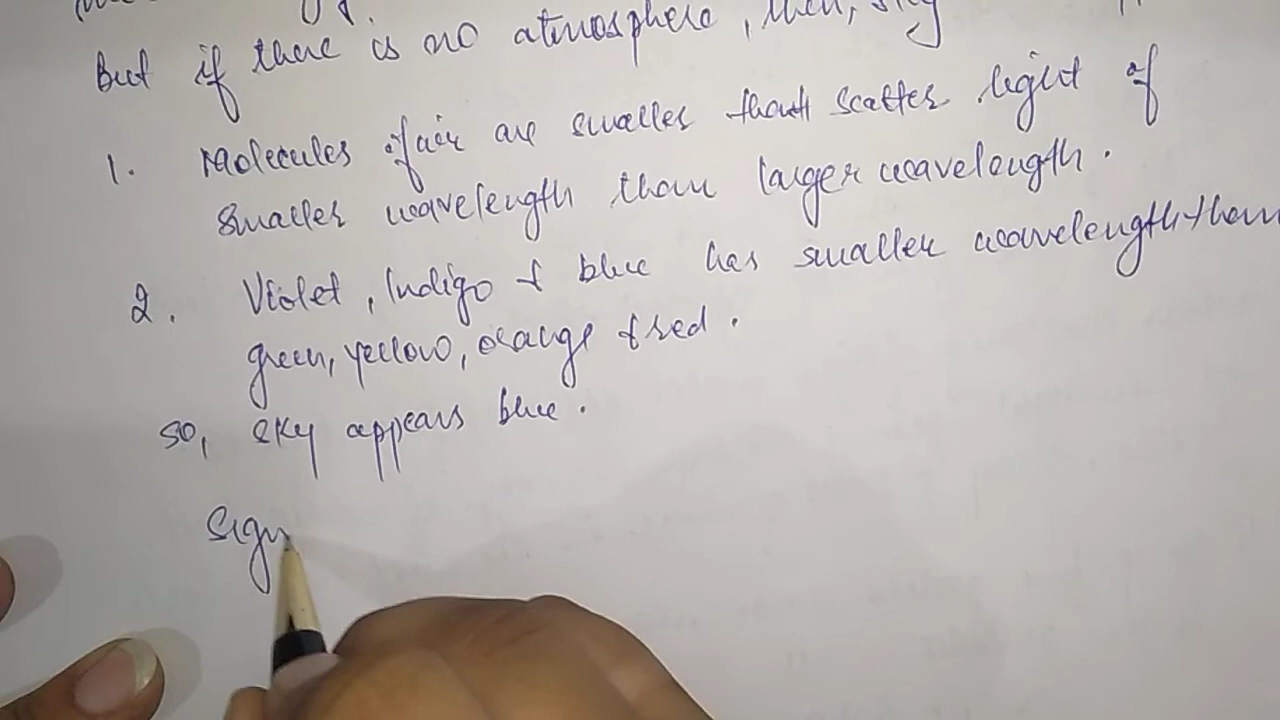 But if there is no atmosphere, then, sky
1. Molecules of air are smaller that scatter light of
smaller wavelength than larger wavelength.
2. Violet, Indigo & blue has smaller wavelength than
green, yellow, orange & red.
so, sky appears blue.
Sign